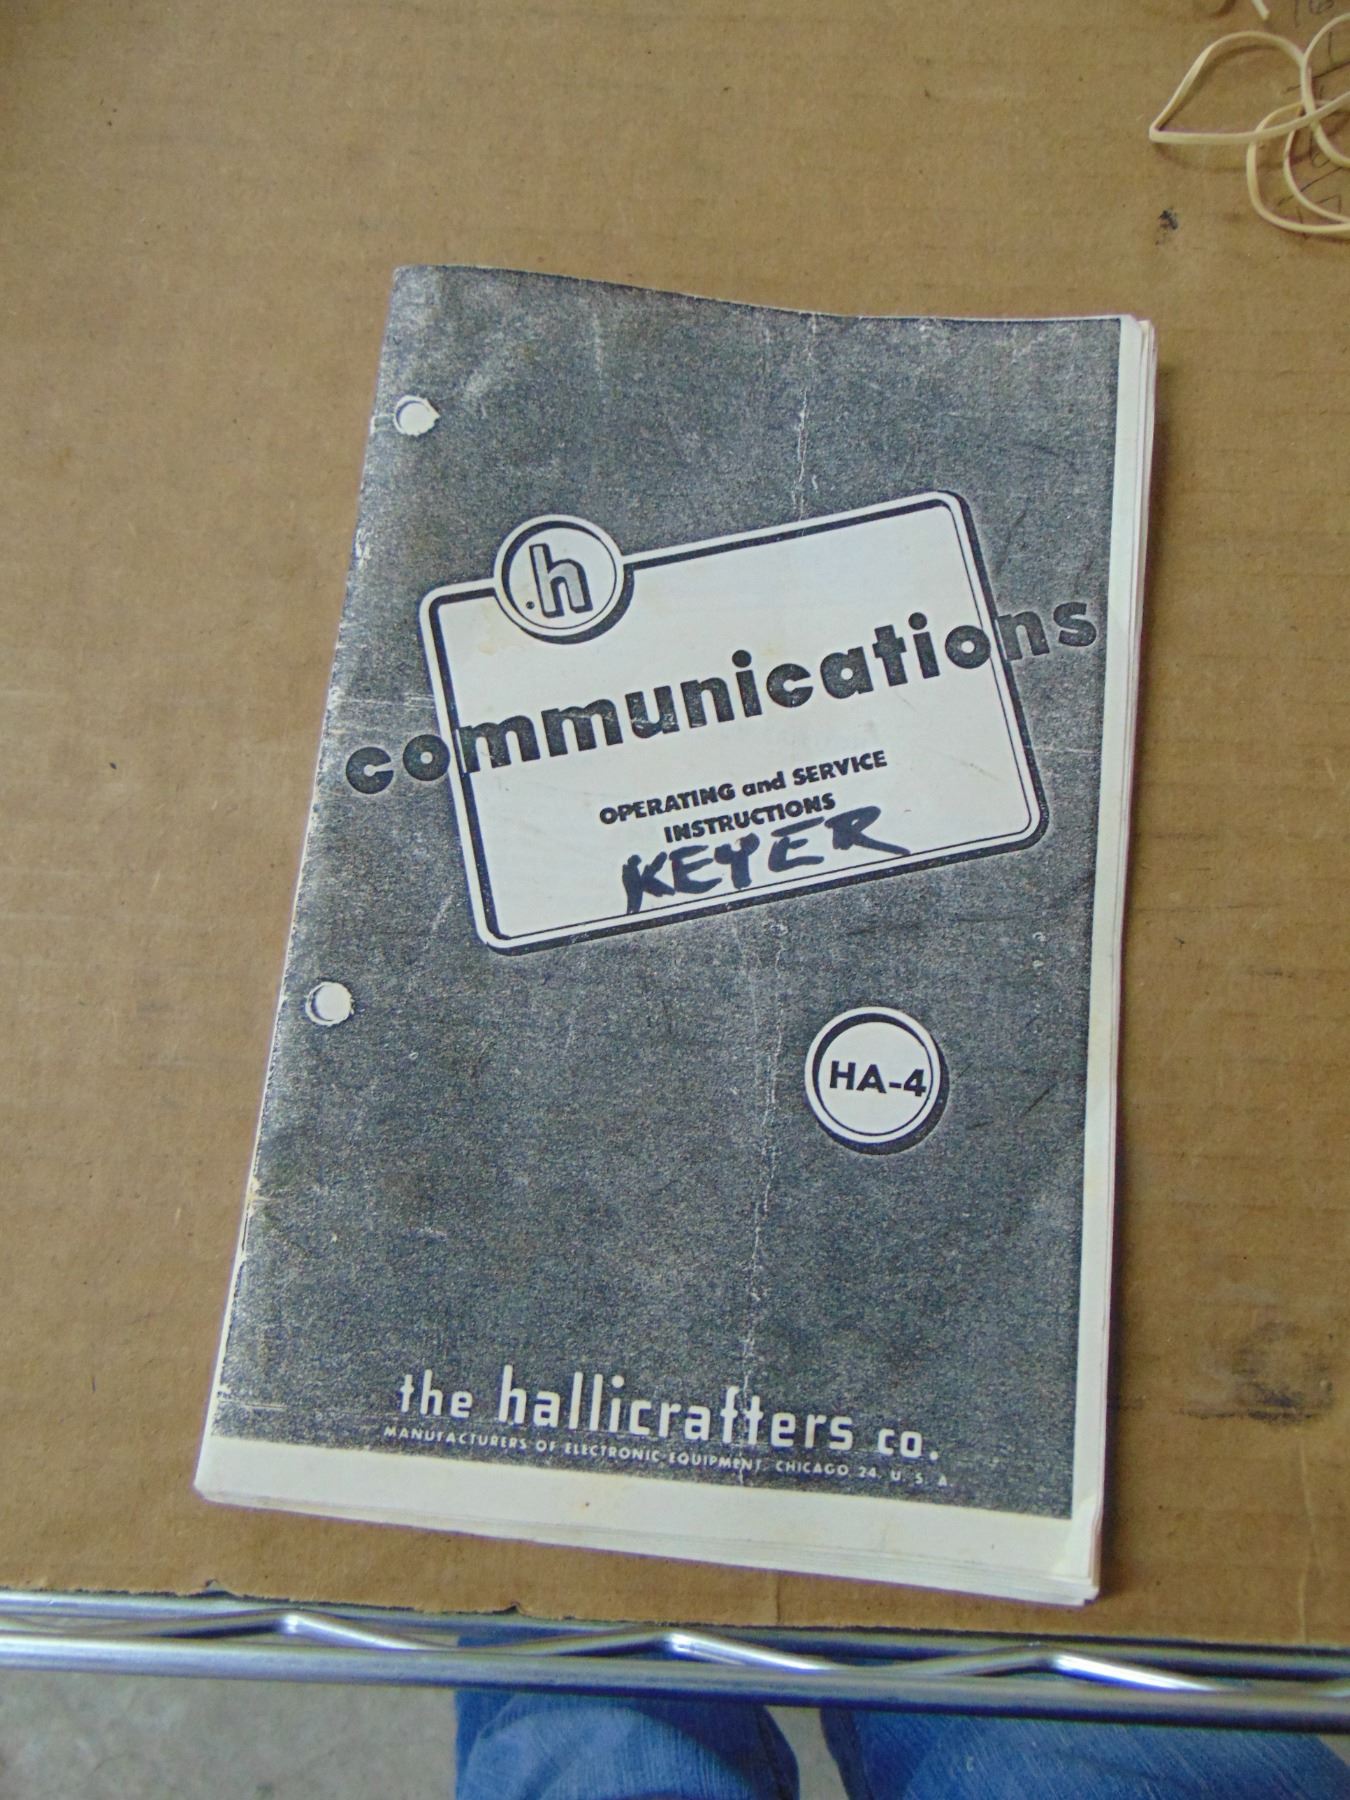 h
communications
OPERATING and SERVICE
INSTRUCTIONS
KEYER
HA-4
the hallicrafters co.
MANUFACTURERS OF ELECTRONIC EQUIPMENT, CHICAGO 24, U. S. A.